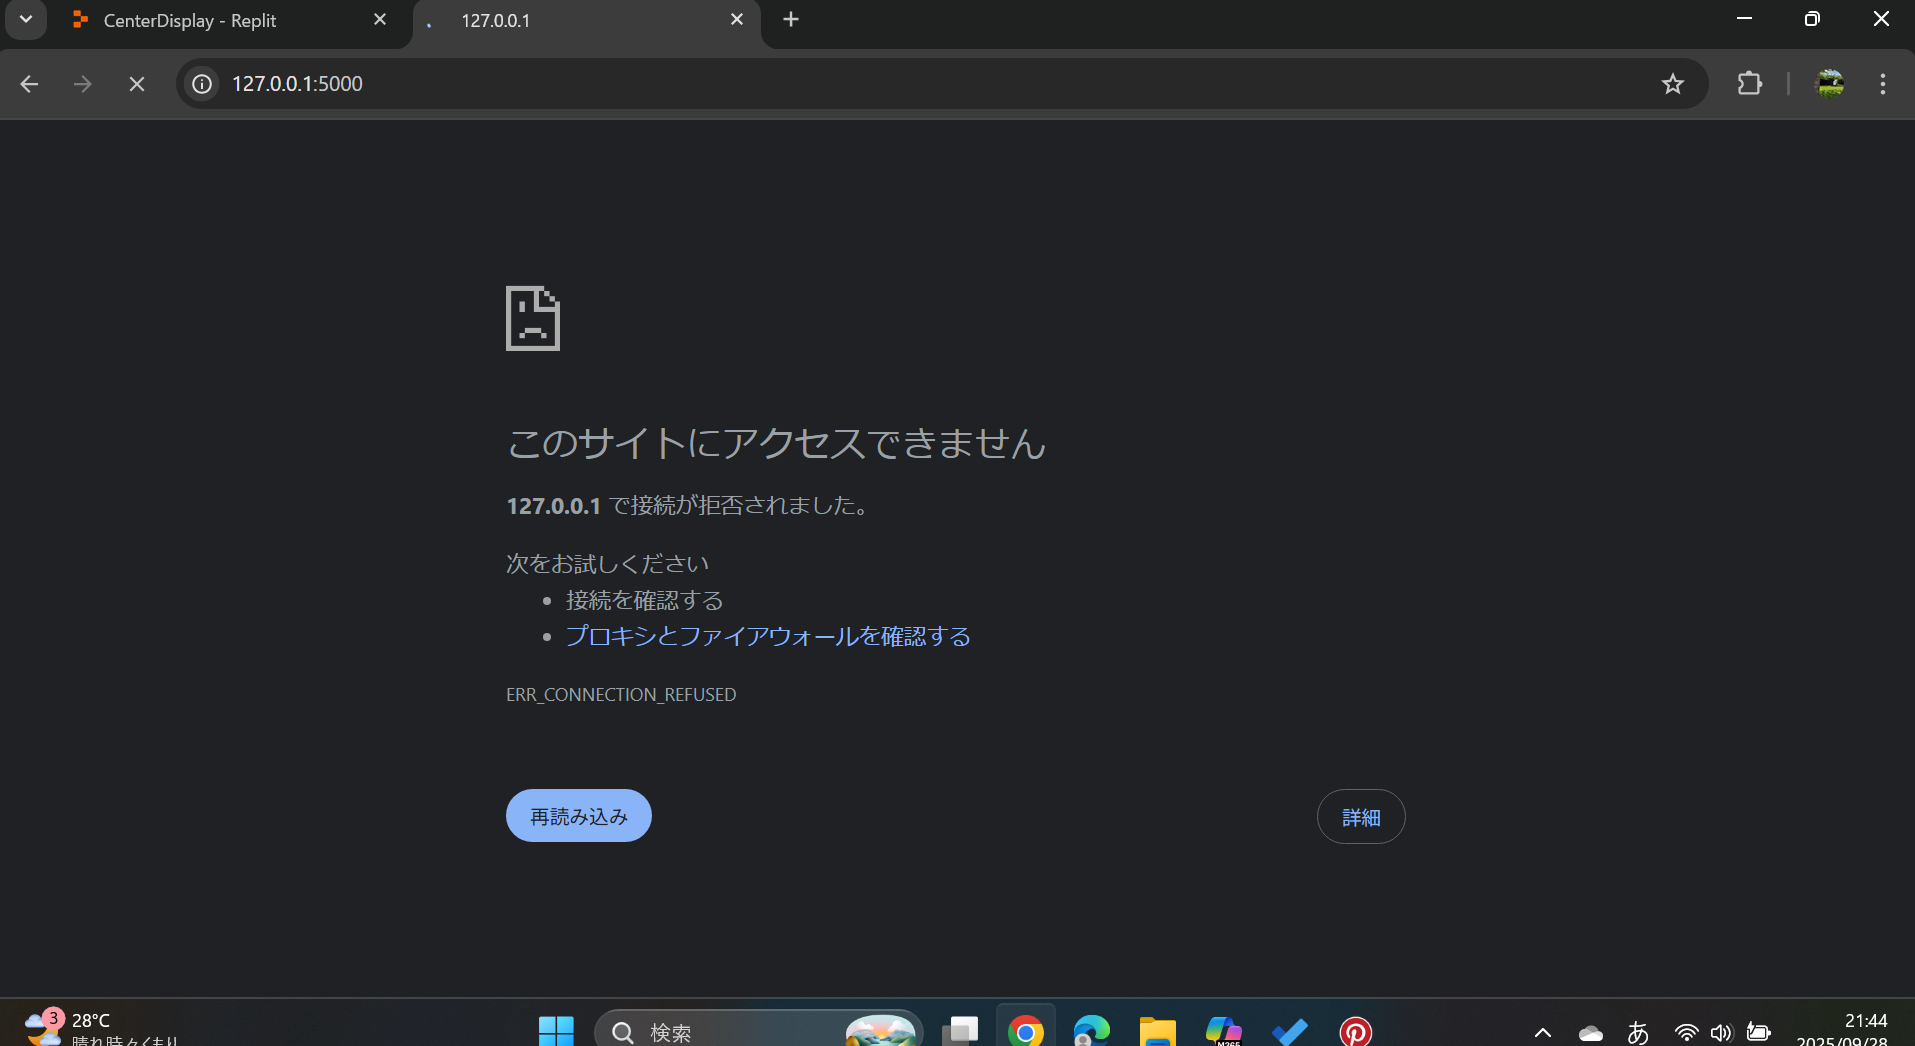 CenterDisplay - Replit
127.0.0.1
127.0.0.1:5000
このサイトにアクセスできません
127.0.0.1 で接続が拒否されました。
次をお試しください
接続を確認する
プロキシとファイアウォールを確認する
ERR_CONNECTION_REFUSED
再読み込み
詳細
3
28°C
晴れ時々くもり
検索
M365
あ
21:44
2025/09/28